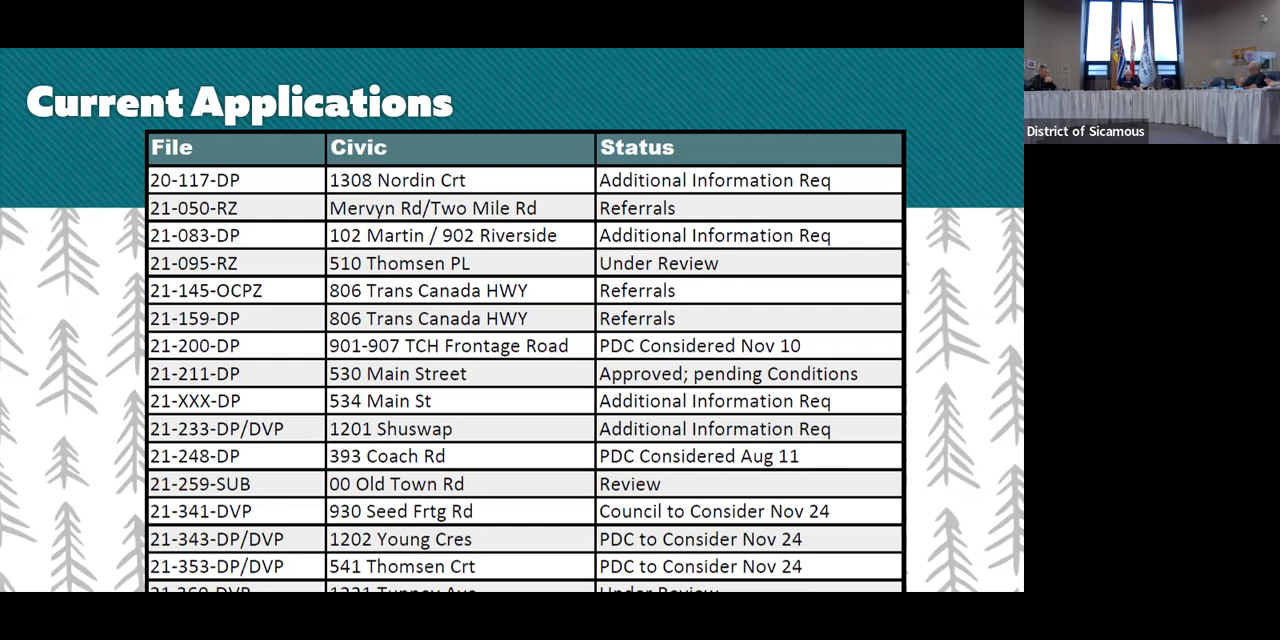 Current Applications
File Civic Status
20-117-DP 1308 Nordin Crt Additional Information Req
21-050-RZ Mervyn Rd/Two Mile Rd Referrals
21-083-DP 102 Martin / 902 Riverside Additional Information Req
21-095-RZ 510 Thomsen PL Under Review
21-145-OCPZ 806 Trans Canada HWY Referrals
21-159-DP 806 Trans Canada HWY Referrals
21-200-DP 901-907 TCH Frontage Road PDC Considered Nov 10
21-211-DP 530 Main Street Approved; pending Conditions
21-XXX-DP 534 Main St Additional Information Req
21-233-DP/DVP 1201 Shuswap Additional Information Req
21-248-DP 393 Coach Rd PDC Considered Aug 11
21-259-SUB 00 Old Town Rd Review
21-341-DVP 930 Seed Frtg Rd Council to Consider Nov 24
21-343-DP/DVP 1202 Young Cres PDC to Consider Nov 24
21-353-DP/DVP 541 Thomsen Crt PDC to Consider Nov 24
Under Review
District of Sicamous